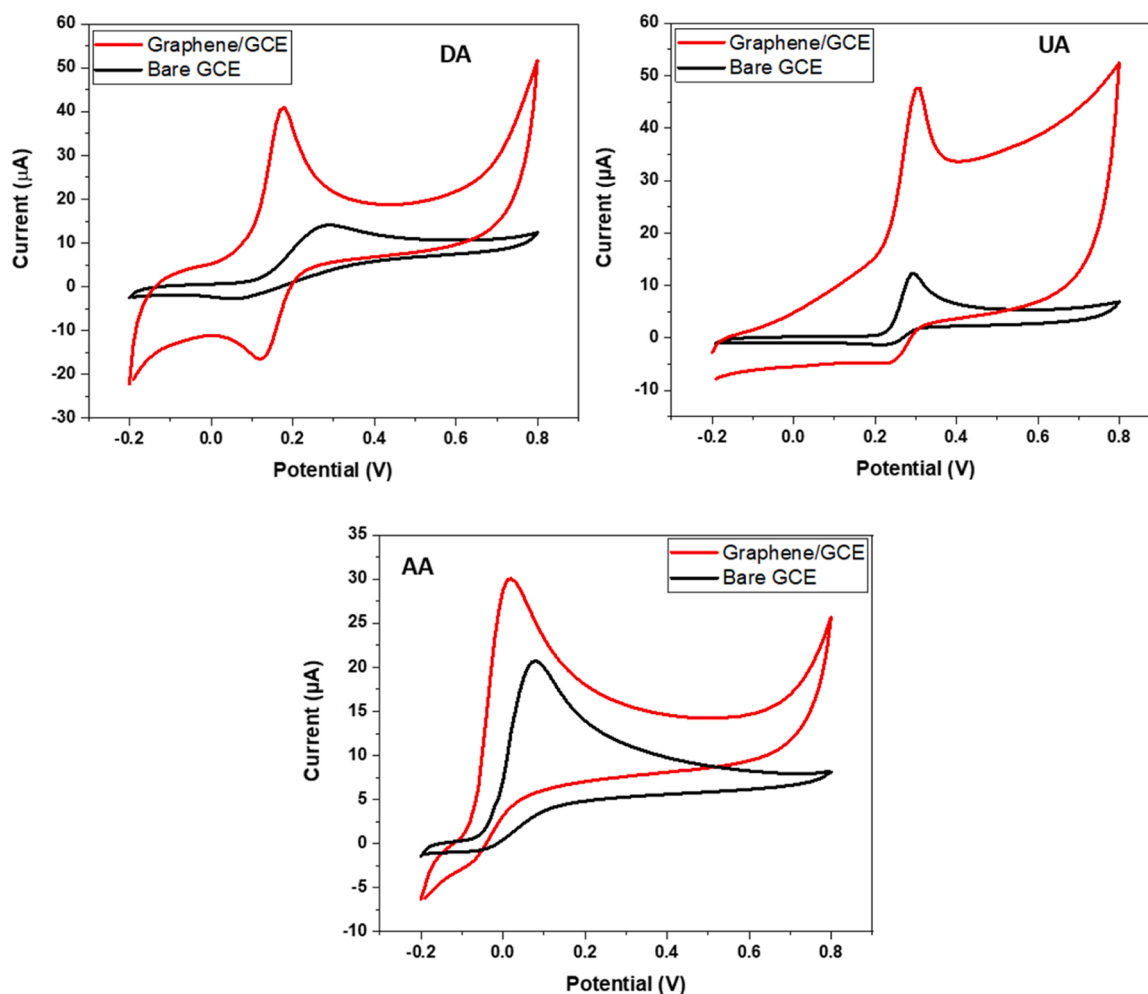 60
50
40
30
20
10
0
-10
-20
-30
Current (μA)
Graphene/GCE
Bare GCE
DA
-0.2 0.0 0.2 0.4 0.6 0.8
Potential (V)
60
50
40
30
20
10
0
-10
Current (μA)
Graphene/GCE
Bare GCE
UA
-0.2 0.0 0.2 0.4 0.6 0.8
Potential (V)
35
30
25
20
15
10
5
0
-5
-10
Current (μA)
AA
Graphene/GCE
Bare GCE
-0.2 0.0 0.2 0.4 0.6 0.8
Potential (V)